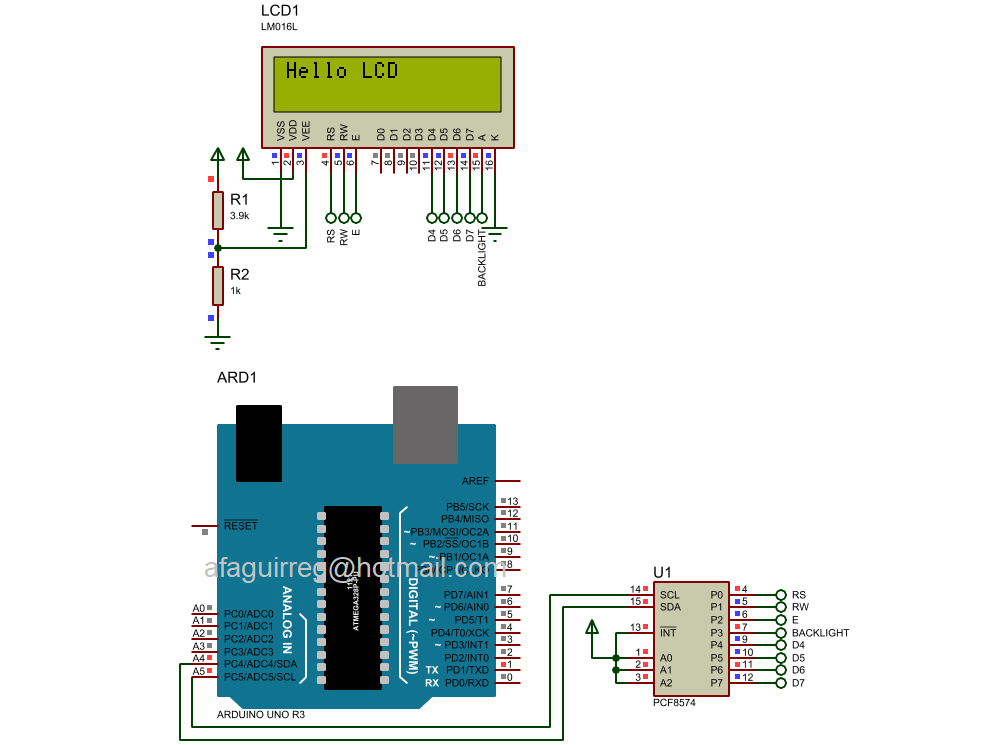 LCD1
LM016L
Hello LCD
VSS VDD VEE RS RW E D0 D1 D2 D3 D4 D5 D6 D7 A K
1 2 3 4 5 6 7 8 9 10 11 12 13 14 15 16
R1
3.9k
RS RW E D4 D5 D6 D7 BACKLIGHT
R2
1k
ARD1
AREF
RESET
PB5/SCK 13
PB4/MISO 12
~PB3/MOSI/OC2A 11
~ PB2/SS/OC1B 10
~ PB1/OC1A 9
8
afaguirreg@hotmail.com
ATMEGA328P-PU
ANALOG IN
DIGITAL (~PWM)
PD7/AIN1 7
~ PD6/AIN0 6
~ PD5/T1 5
PD4/T0/XCK 4
~ PD3/INT1 3
PD2/INT0 2
TX PD1/TXD 1
RX PD0/RXD 0
A0 PC0/ADC0
A1 PC1/ADC1
A2 PC2/ADC2
A3 PC3/ADC3
A4 PC4/ADC4/SDA
A5 PC5/ADC5/SCL
ARDUINO UNO R3
U1
14 SCL P0 4 RS
15 SDA P1 5 RW
P2 6 E
13 INT P3 7 BACKLIGHT
P4 9 D4
1 A0 P5 10 D5
2 A1 P6 11 D6
3 A2 P7 12 D7
PCF8574